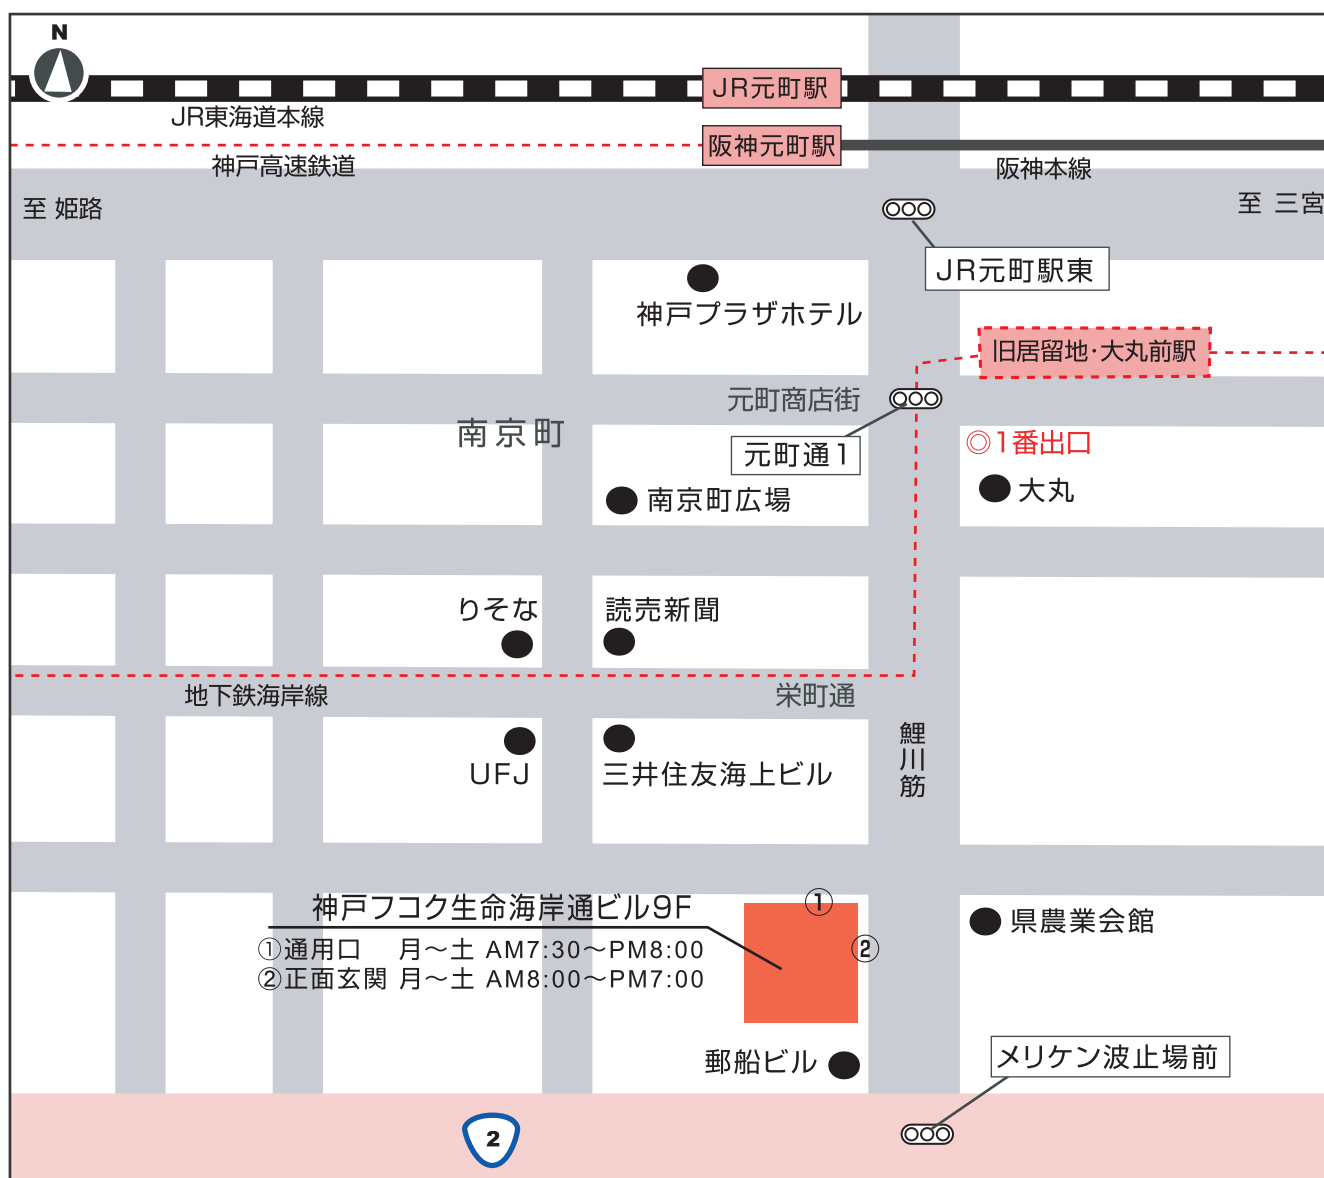 N
JR元町駅
JR東海道本線
阪神元町駅
神戸高速鉄道
阪神本線
至 姫路
至 三宮
JR元町駅東
神戸プラザホテル
旧居留地・大丸前駅
元町商店街
南京町
元町通1
◎1番出口
大丸
南京町広場
りそな
読売新聞
地下鉄海岸線
栄町通
鯉川筋
UFJ
三井住友海上ビル
神戸フコク生命海岸通ビル9F
①
①通用口 月～土 AM7:30～PM8:00
②
②正面玄関 月～土 AM8:00～PM7:00
県農業会館
郵船ビル
メリケン波止場前
2